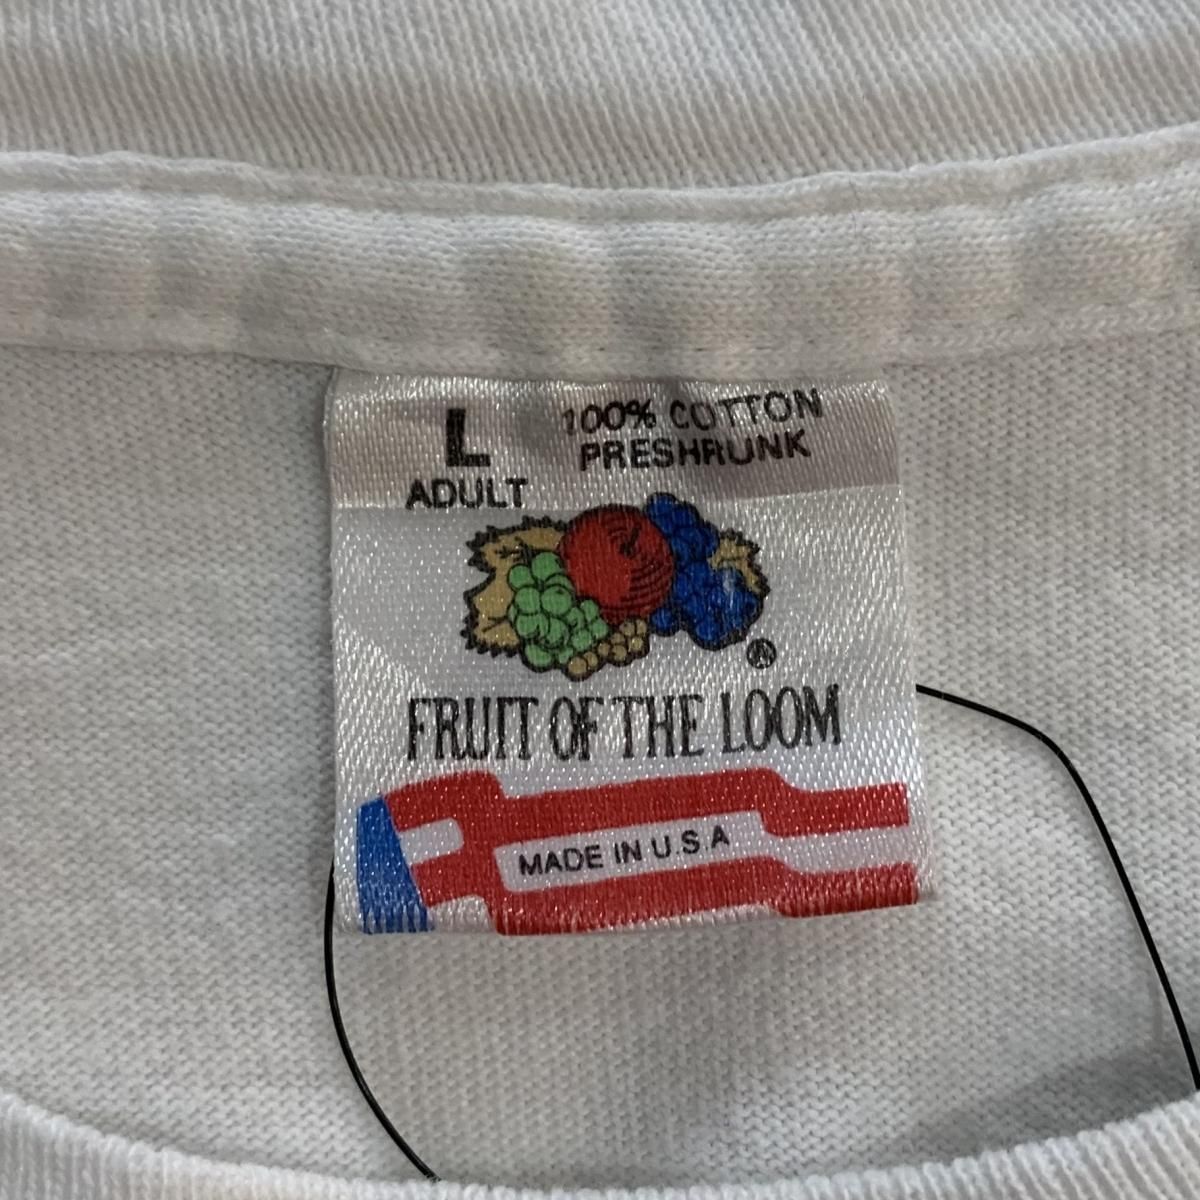 L
ADULT
100% COTTON
PRESHRUNK
®
FRUIT OF THE LOOM
MADE IN U.S.A